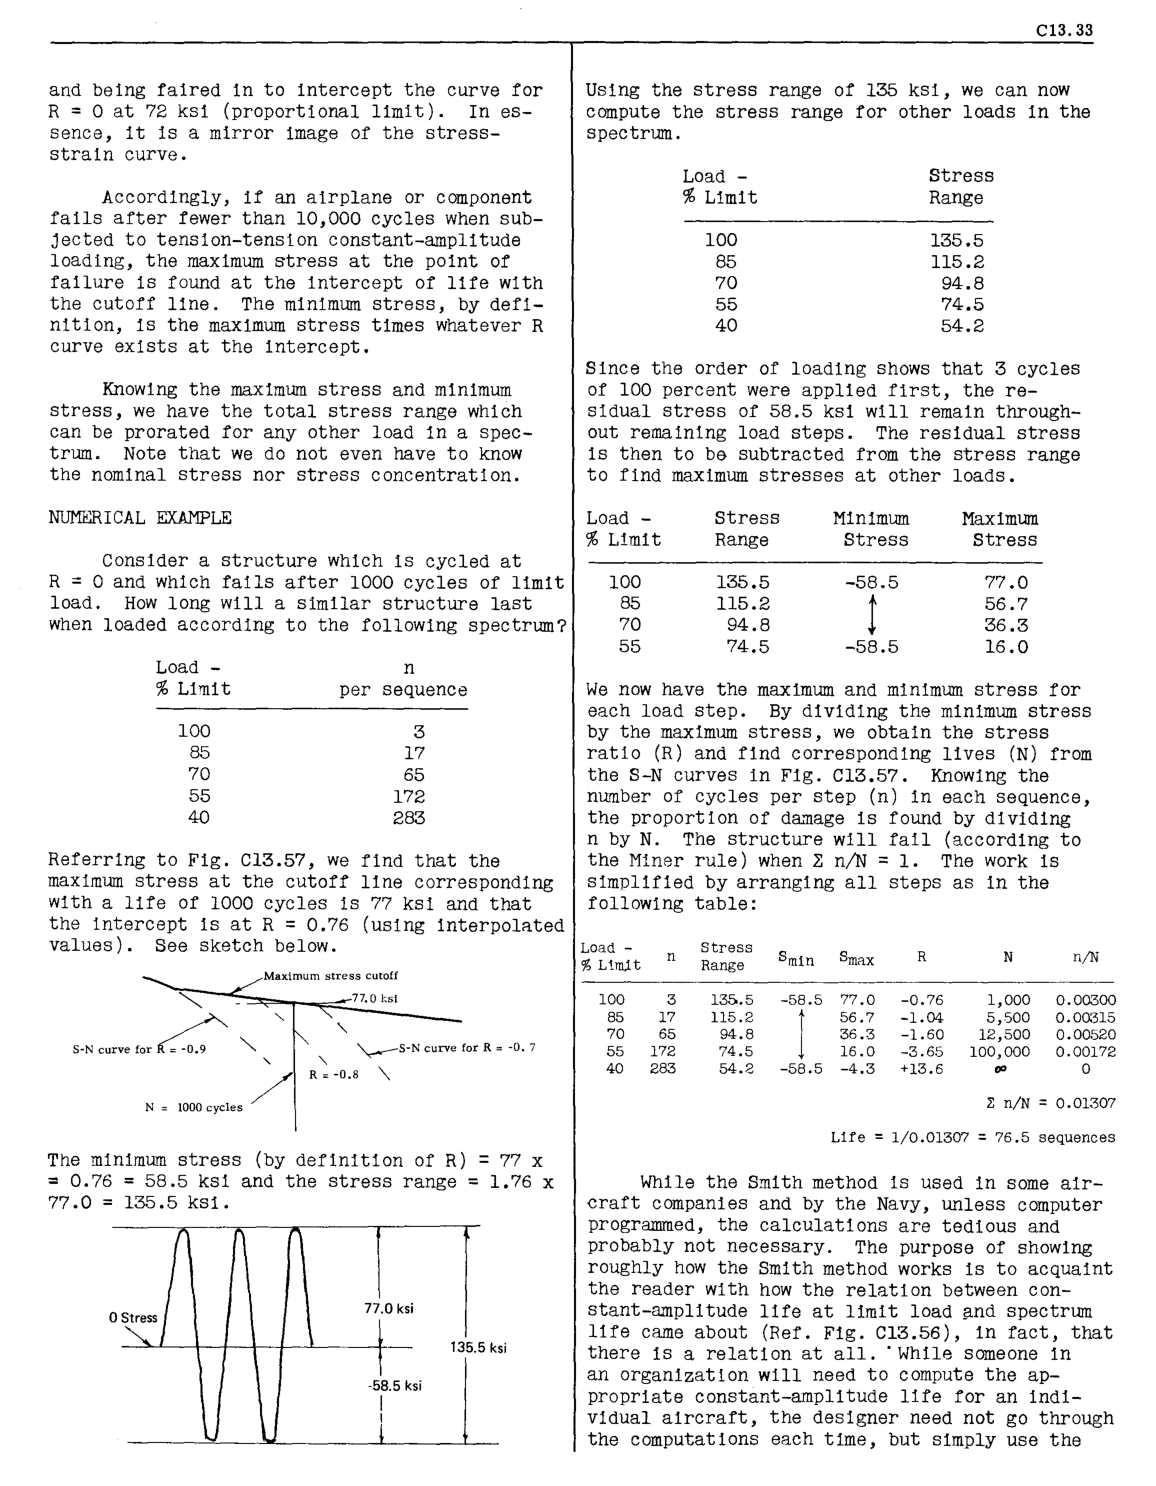 C13.33
and being faired in to intercept the curve for
R = 0 at 72 ksi (proportional limit). In es-
sence, it is a mirror image of the stress-
strain curve.
Accordingly, if an airplane or component
fails after fewer than 10,000 cycles when sub-
jected to tension-tension constant-amplitude
loading, the maximum stress at the point of
failure is found at the intercept of life with
the cutoff line. The minimum stress, by defi-
nition, is the maximum stress times whatever R
curve exists at the intercept.
Knowing the maximum stress and minimum
stress, we have the total stress range which
can be prorated for any other load in a spec-
trum. Note that we do not even have to know
the nominal stress nor stress concentration.
NUMERICAL EXAMPLE
Consider a structure which is cycled at
R = 0 and which fails after 1000 cycles of limit
load. How long will a similar structure last
when loaded according to the following spectrum?
Load - n
% Limit per sequence
100 3
85 17
70 65
55 172
40 283
Referring to Fig. C13.57, we find that the
maximum stress at the cutoff line corresponding
with a life of 1000 cycles is 77 ksi and that
the intercept is at R = 0.76 (using interpolated
values). See sketch below.
Maximum stress cutoff
77.0 ksi
S-N curve for R = -0.9
S-N curve for R = -0.7
R = -0.8
N = 1000 cycles
The minimum stress (by definition of R) = 77 x
= 0.76 = 58.5 ksi and the stress range = 1.76 x
77.0 = 135.5 ksi.
0 Stress
77.0 ksi
135.5 ksi
-58.5 ksi
Using the stress range of 135 ksi, we can now
compute the stress range for other loads in the
spectrum.
Load - Stress
% Limit Range
100 135.5
85 115.2
70 94.8
55 74.5
40 54.2
Since the order of loading shows that 3 cycles
of 100 percent were applied first, the re-
sidual stress of 58.5 ksi will remain through-
out remaining load steps. The residual stress
is then to be subtracted from the stress range
to find maximum stresses at other loads.
Load - Stress Minimum Maximum
% Limit Range Stress Stress
100 135.5 -58.5 77.0
85 115.2 56.7
70 94.8 36.3
55 74.5 -58.5 16.0
We now have the maximum and minimum stress for
each load step. By dividing the minimum stress
by the maximum stress, we obtain the stress
ratio (R) and find corresponding lives (N) from
the S-N curves in Fig. C13.57. Knowing the
number of cycles per step (n) in each sequence,
the proportion of damage is found by dividing
n by N. The structure will fail (according to
the Miner rule) when Σ n/N = 1. The work is
simplified by arranging all steps as in the
following table:
Load - % Limit n Stress Range Smin Smax R N n/N
100 3 135.5 -58.5 77.0 -0.76 1,000 0.00300
85 17 115.2 56.7 -1.04 5,500 0.00315
70 65 94.8 36.3 -1.60 12,500 0.00520
55 172 74.5 16.0 -3.65 100,000 0.00172
40 283 54.2 -58.5 -4.3 +13.6 ∞ 0
Σ n/N = 0.01307
Life = 1/0.01307 = 76.5 sequences
While the Smith method is used in some air-
craft companies and by the Navy, unless computer
programmed, the calculations are tedious and
probably not necessary. The purpose of showing
roughly how the Smith method works is to acquaint
the reader with how the relation between con-
stant-amplitude life at limit load and spectrum
life came about (Ref. Fig. C13.56), in fact, that
there is a relation at all. While someone in
an organization will need to compute the ap-
propriate constant-amplitude life for an indi-
vidual aircraft, the designer need not go through
the computations each time, but simply use the